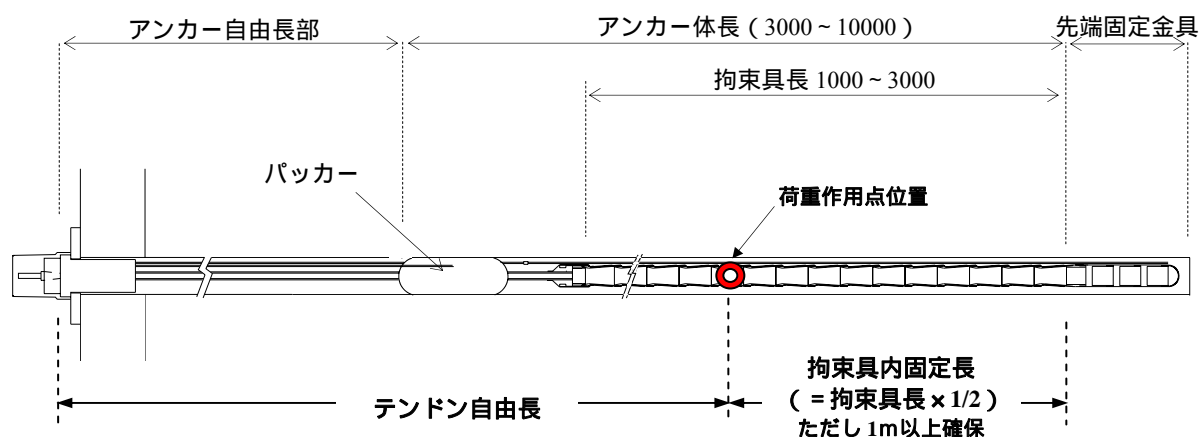 アンカー自由長部
アンカー体長（3000～10000）
先端固定金具
拘束具長 1000～3000
パッカー
荷重作用点位置
テンドン自由長
拘束具内固定長
（＝拘束具長×1/2）
ただし 1m以上確保